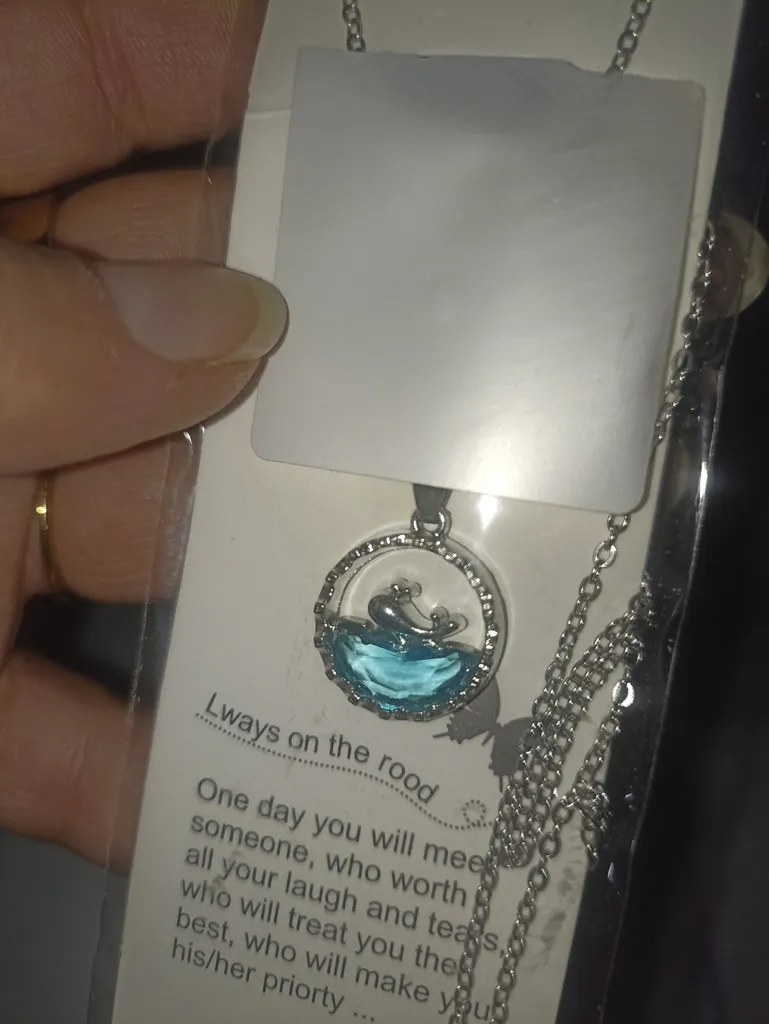 Lways on the rood
One day you will mee
someone, who worth
all your laugh and tears,
who will treat you the
best, who will make you
his/her priorty ...